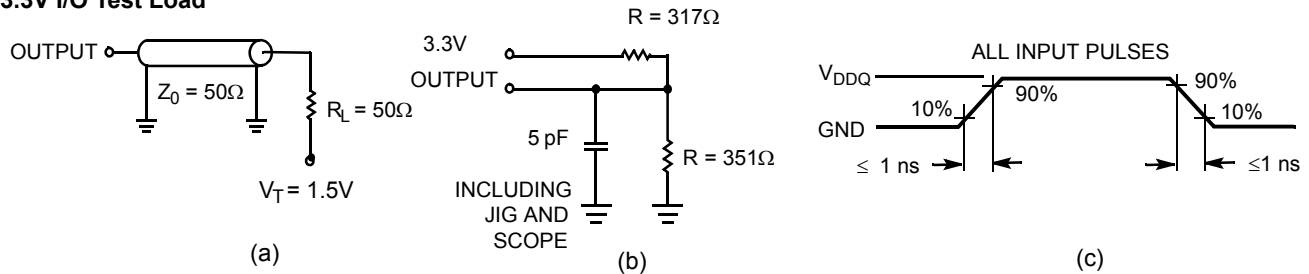 3.3V I/O Test Load
OUTPUT
Z0 = 50Ω
RL = 50Ω
VT = 1.5V
(a)
R = 317Ω
3.3V
OUTPUT
5 pF
R = 351Ω
INCLUDING
JIG AND
SCOPE
(b)
ALL INPUT PULSES
VDDQ
GND
10%
90%
90%
10%
≤ 1 ns
≤1 ns
(c)